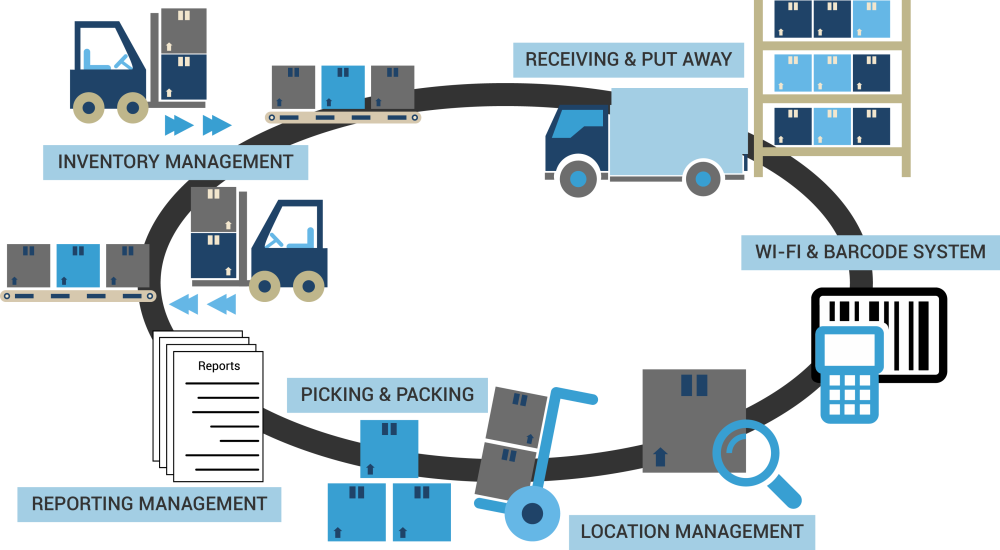 RECEIVING & PUT AWAY
INVENTORY MANAGEMENT
WI-FI & BARCODE SYSTEM
Reports
PICKING & PACKING
REPORTING MANAGEMENT
LOCATION MANAGEMENT